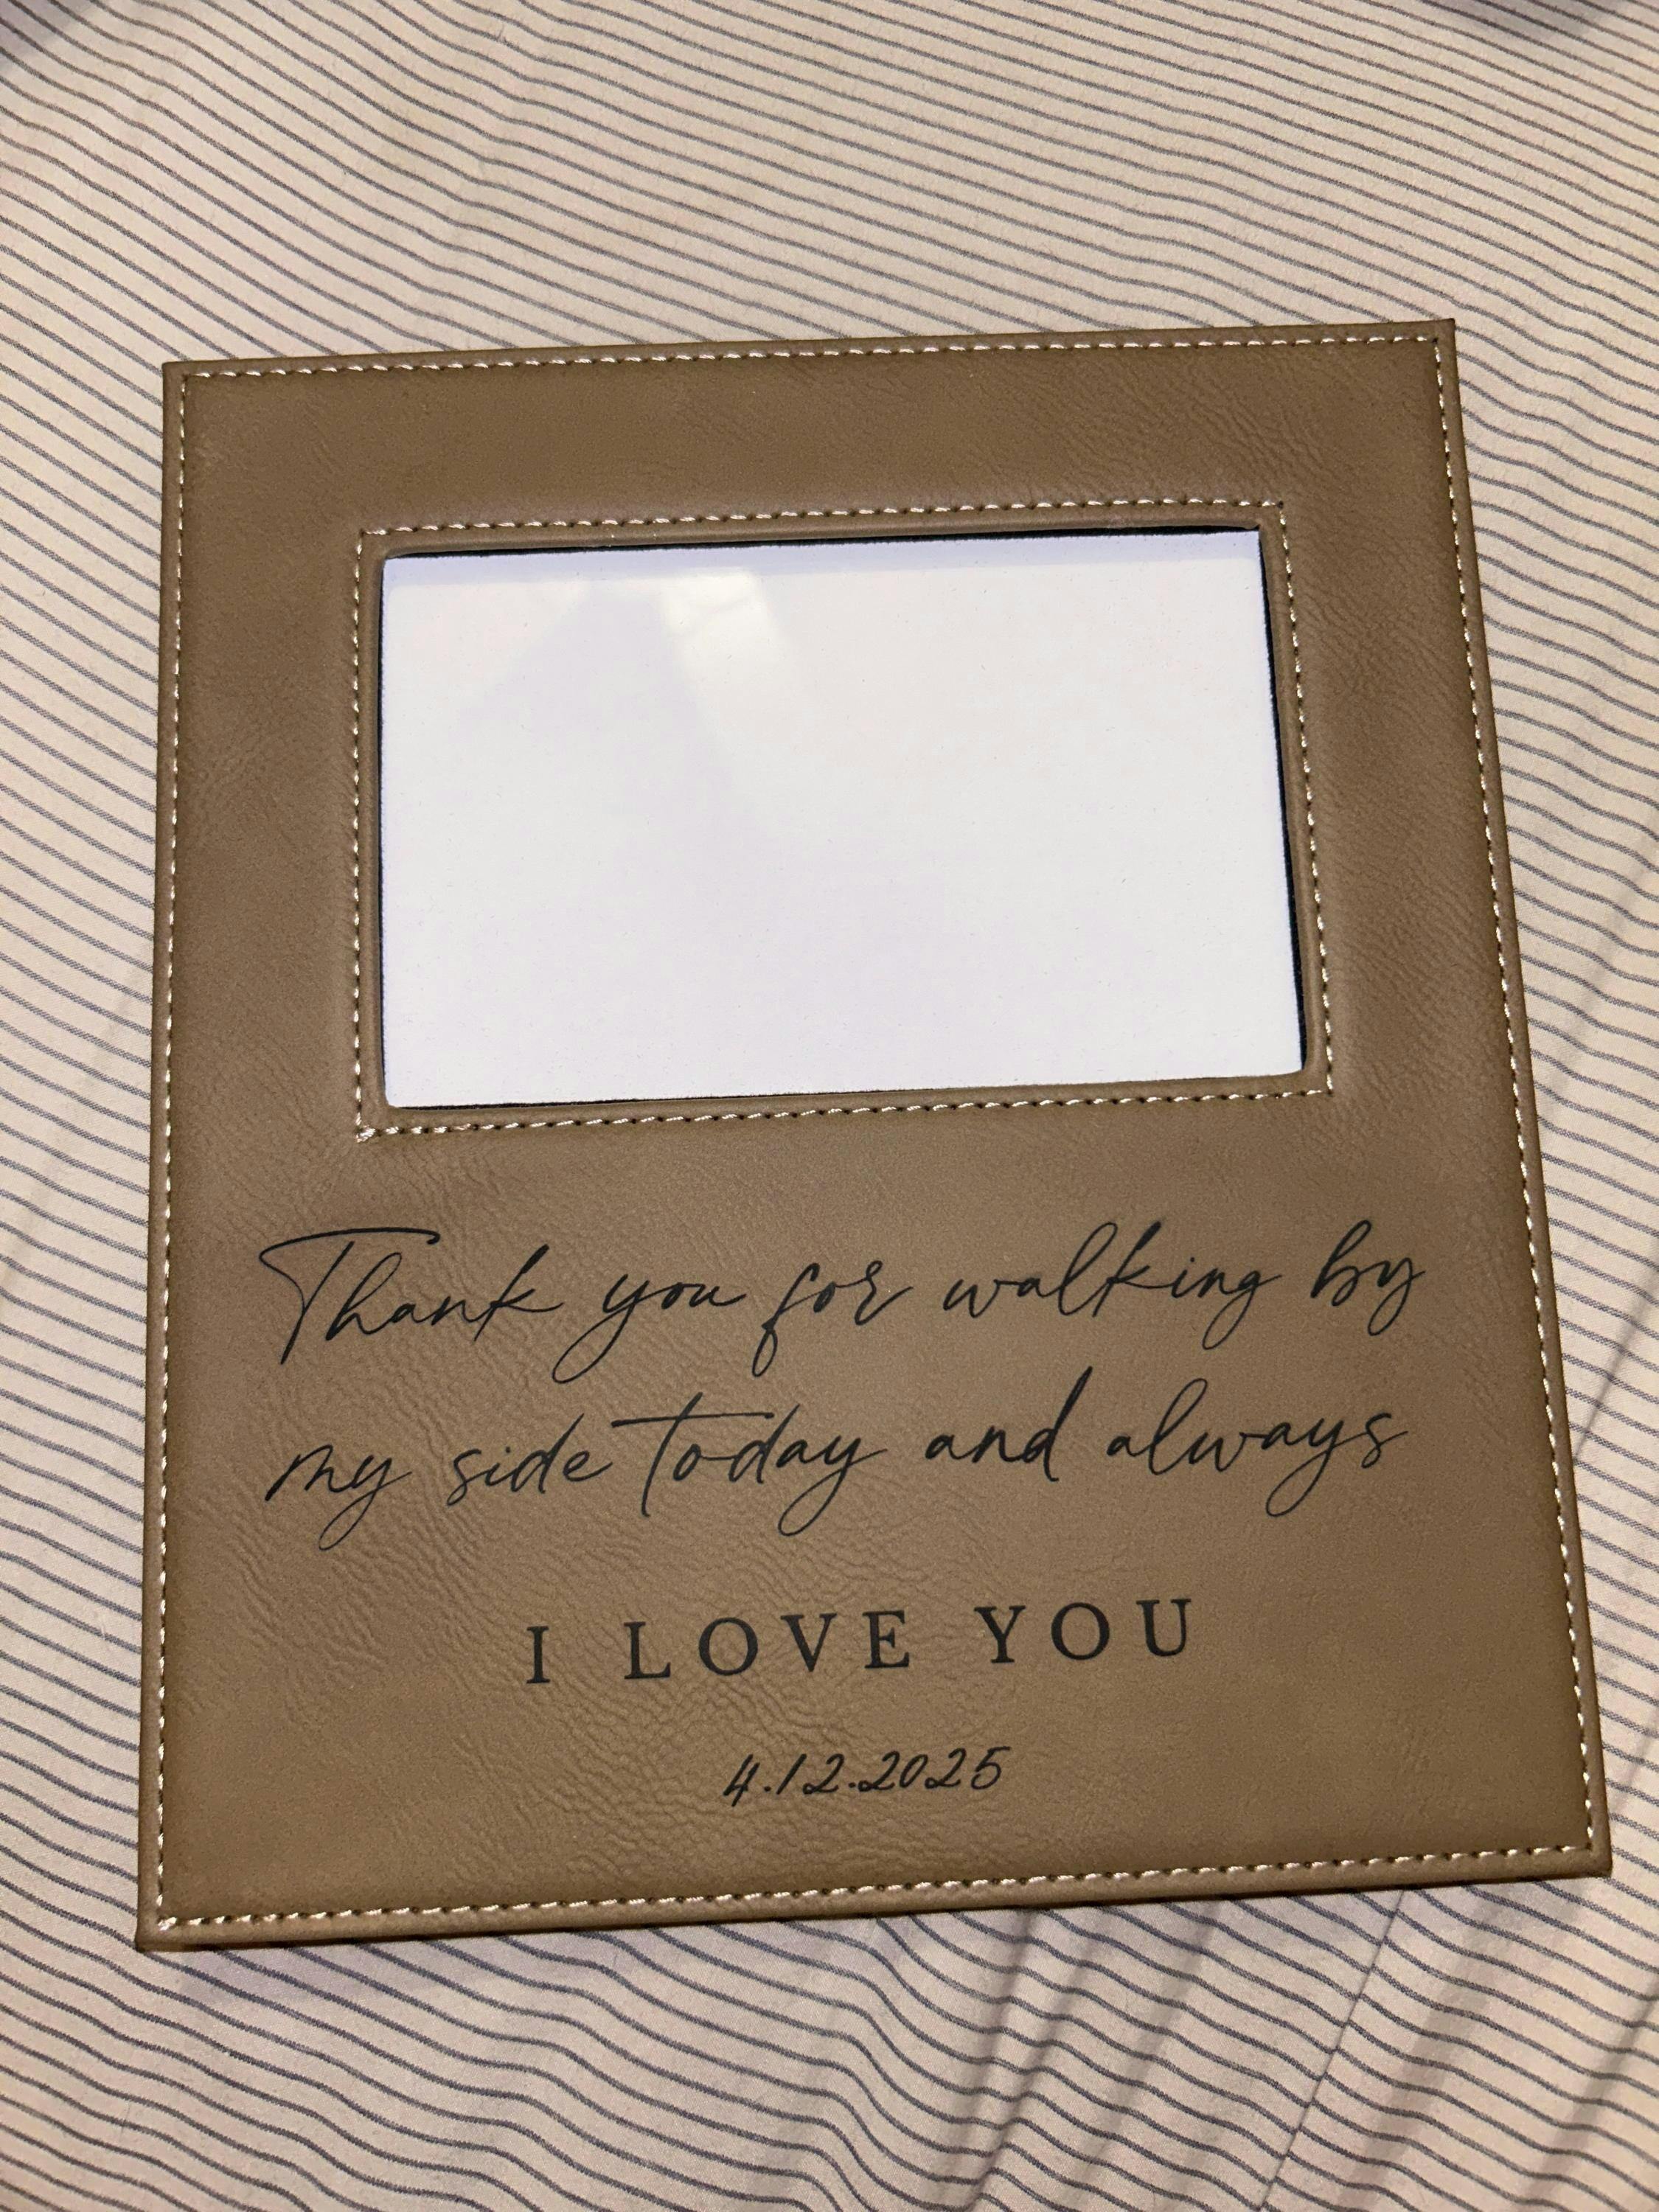 Thank you for walking by
my side today and always
I LOVE YOU
4.12.2025